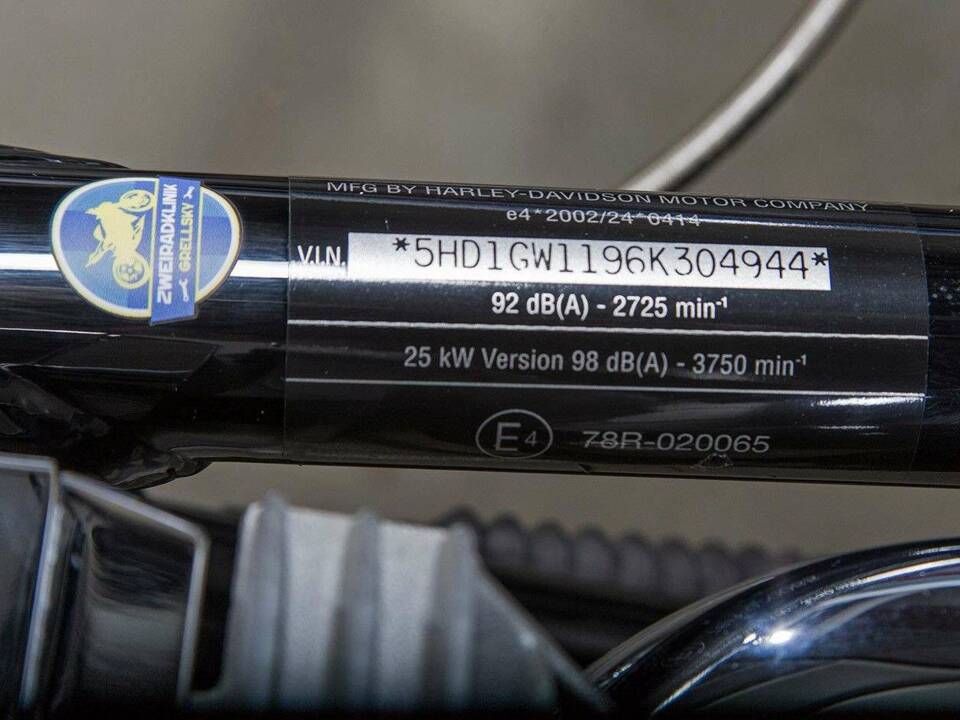 MFG BY HARLEY-DAVIDSON MOTOR COMPANY
e4*2002/24*0414
V.I.N. *5HD1GW1196K304944*
92 dB(A) - 2725 min⁻¹
25 kW Version 98 dB(A) - 3750 min⁻¹
E4 78R-020065
ZWEIRADKLINIK
GRELLSKY